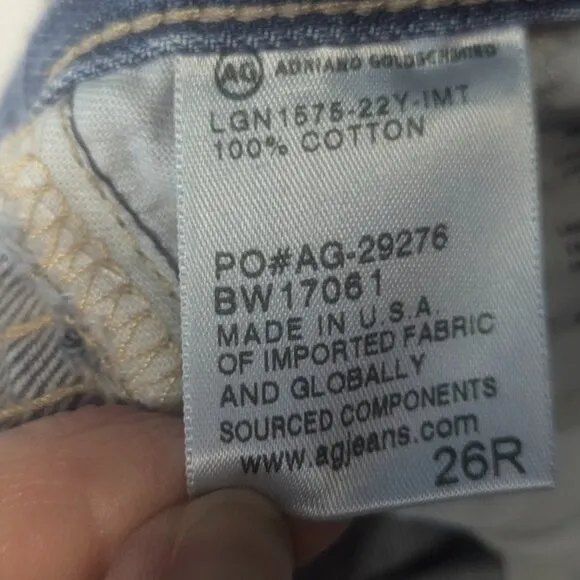 AG ADRIANO GOLDSCHMIED
LGN1575-22Y-IMT
100% COTTON
PO#AG-29276
BW17061
MADE IN U.S.A.
OF IMPORTED FABRIC
AND GLOBALLY
SOURCED COMPONENTS
www.agjeans.com
26R